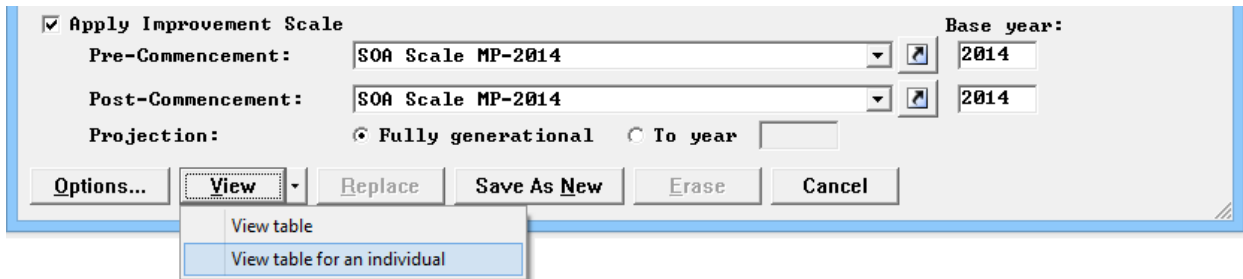 Apply Improvement Scale Base year:
Pre-Commencement: SOA Scale MP-2014 2014
Post-Commencement: SOA Scale MP-2014 2014
Projection: Fully generational To year
Options... View Replace Save As New Erase Cancel
View table
View table for an individual